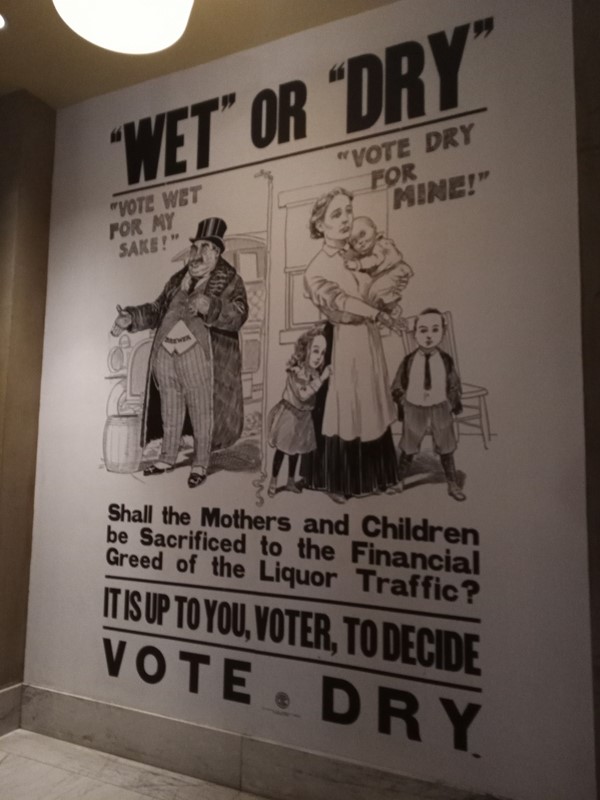 "WET" OR "DRY"
"VOTE WET
FOR MY
SAKE!"
"VOTE DRY
FOR
MINE!"
BREWER
Shall the Mothers and Children
be Sacrificed to the Financial
Greed of the Liquor Traffic?
IT IS UP TO YOU, VOTER, TO DECIDE
VOTE DRY.